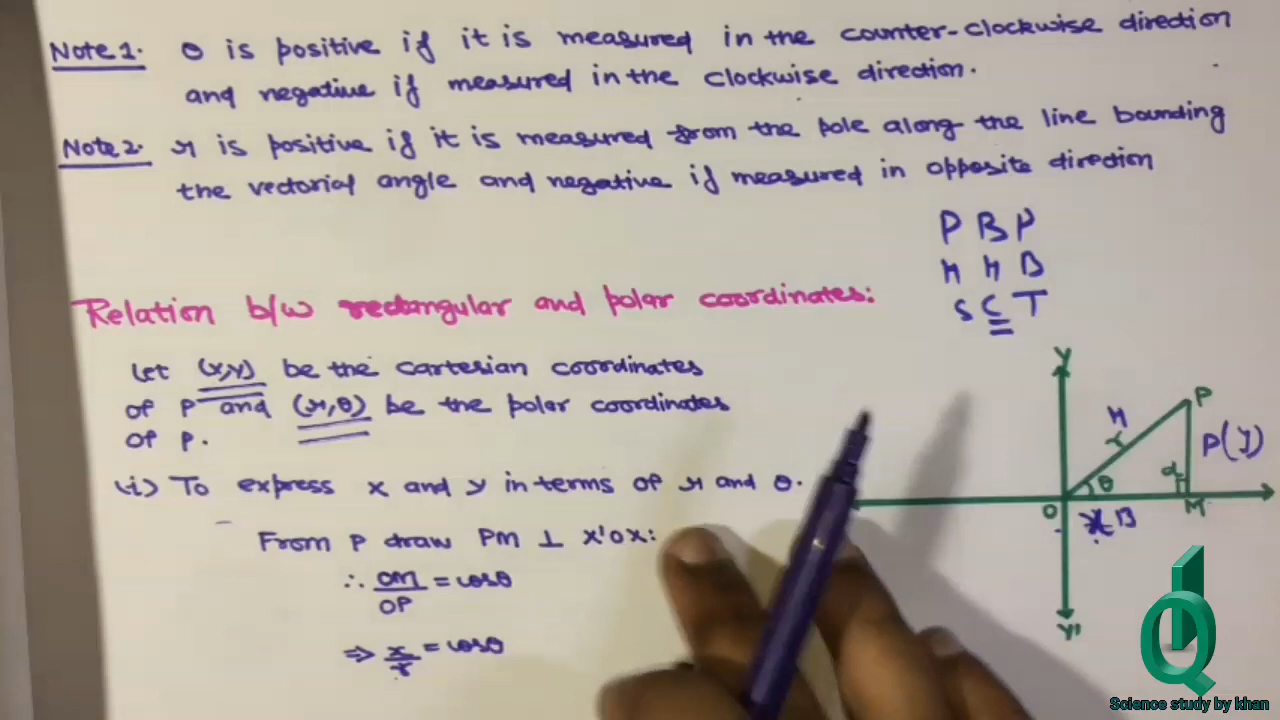 Note 1. θ is positive if it is measured in the counter-clockwise direction
and negative if measured in the clockwise direction.
Note 2. r is positive if it is measured from the pole along the line bounding
the vectorial angle and negative if measured in opposite direction
P B P
H H B
S C T
Relation b/w rectangular and polar coordinates:
Let (x,y) be the Cartesian coordinates
of P and (r,θ) be the polar coordinates
of P.
(i) To express x and y in terms of r and θ.
From P draw PM ⊥ X'OX:
∴ OM/OP = cosθ
⇒ x/r = cosθ
Y
P
H
r
P(y)
θ
O
M
x B
Y'
Science study by khan